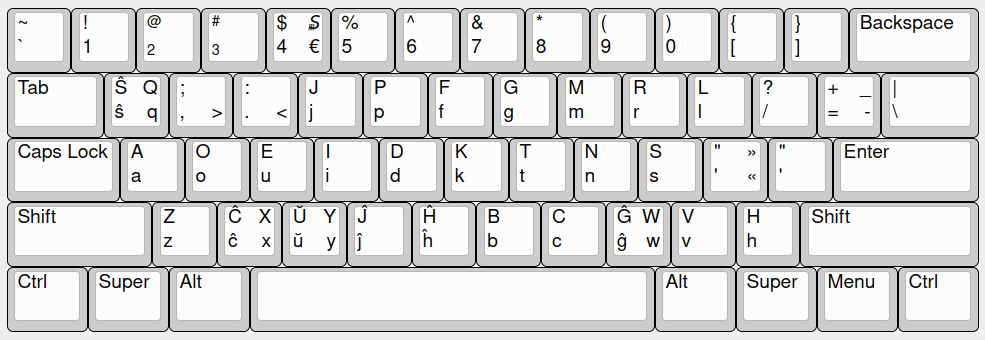 ~ ! @ # $ ₷ % ^ & * ( ) { } Backspace
` 1 2 3 4 € 5 6 7 8 9 0 [ ]
Tab Ŝ Q ; : J P F G M R L ? + _ |
ŝ q , > . < j p f g m r l / = - \
Caps Lock A O E I D K T N S " » " Enter
a o u i d k t n s ' « '
Shift Z Ĉ X Ŭ Y Ĵ Ĥ B C Ĝ W V H Shift
z ĉ x ŭ y ĵ ĥ b c ĝ w v h
Ctrl Super Alt Alt Super Menu Ctrl